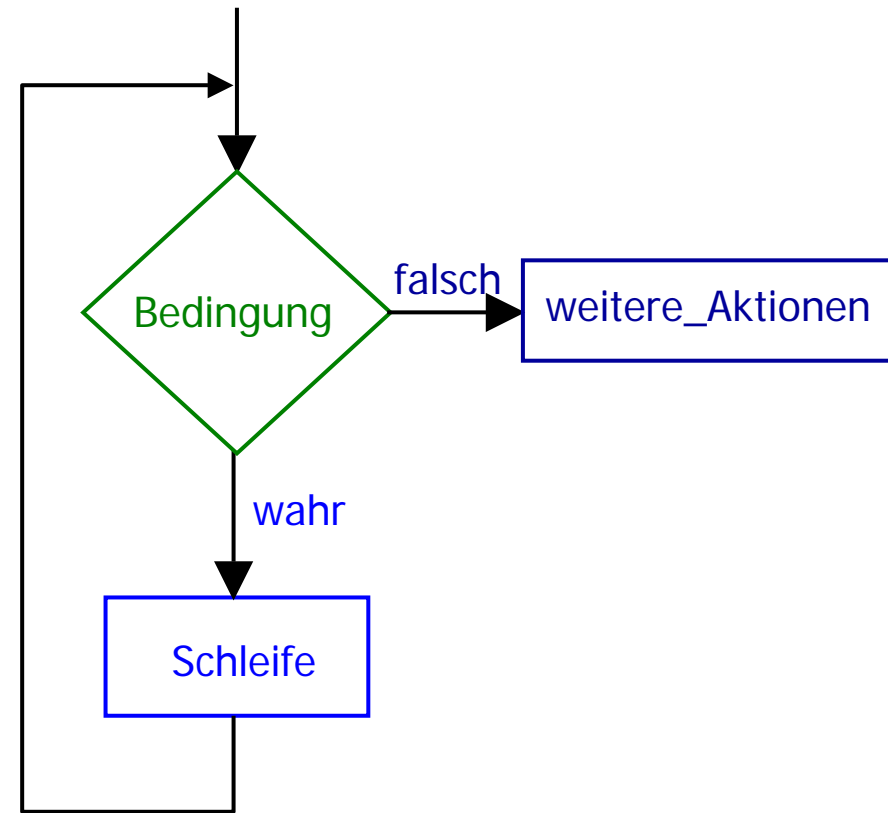 falsch
Bedingung
weitere_Aktionen
wahr
Schleife